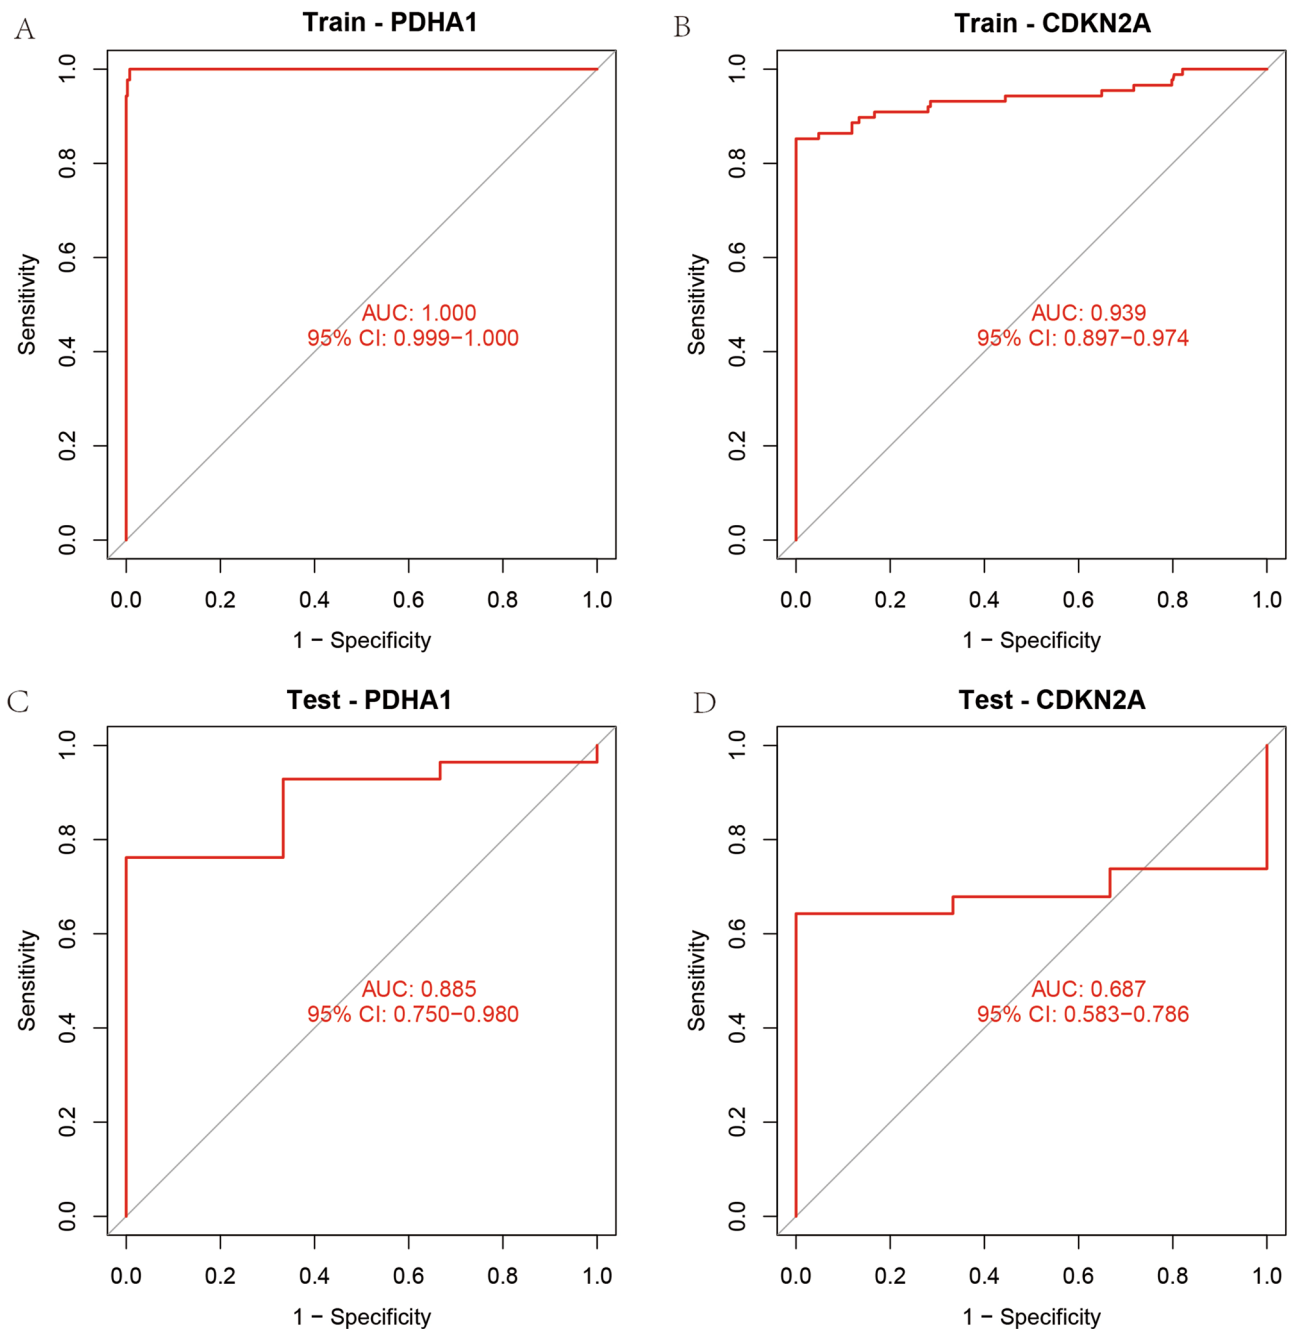 A
Train - PDHA1
1.0
0.8
0.6
0.4
0.2
0.0
Sensitivity
AUC: 1.000
95% CI: 0.999−1.000
0.0 0.2 0.4 0.6 0.8 1.0
1 − Specificity
B
Train - CDKN2A
1.0
0.8
0.6
0.4
0.2
0.0
Sensitivity
AUC: 0.939
95% CI: 0.897−0.974
0.0 0.2 0.4 0.6 0.8 1.0
1 − Specificity
C
Test - PDHA1
1.0
0.8
0.6
0.4
0.2
0.0
Sensitivity
AUC: 0.885
95% CI: 0.750−0.980
0.0 0.2 0.4 0.6 0.8 1.0
1 − Specificity
D
Test - CDKN2A
1.0
0.8
0.6
0.4
0.2
0.0
Sensitivity
AUC: 0.687
95% CI: 0.583−0.786
0.0 0.2 0.4 0.6 0.8 1.0
1 − Specificity